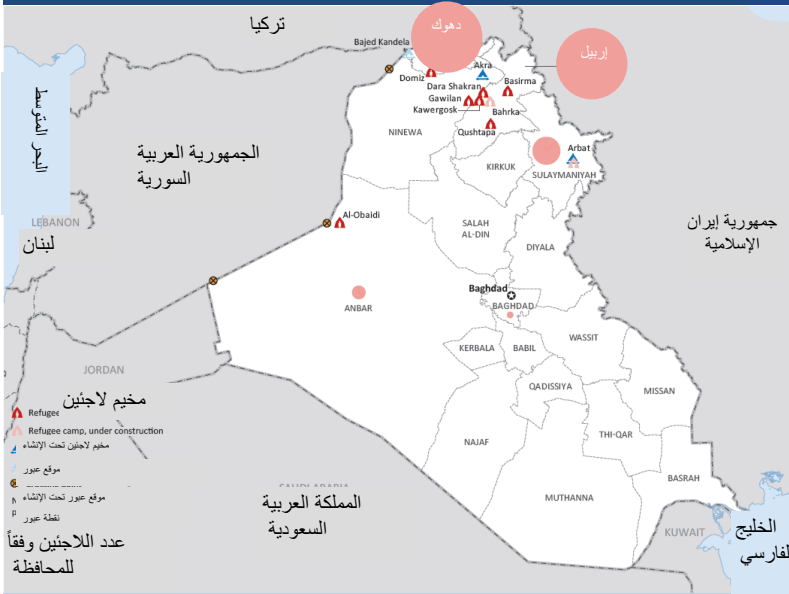 تركيا
دهوك
Bajed Kandela
إربيل
Akra
Domiz
Dara Shakran
Basirma
Gawilan
Kawergosk
Bahrka
Qushtapa
NINEWA
البحر المتوسط
الجمهورية العربية
السورية
Arbat
KIRKUK
SULAYMANIYAH
LEBANON
لبنان
Al-Obaidi
SALAH
AL-DIN
جمهورية إيران
الإسلامية
DIYALA
Baghdad
BAGHDAD
ANBAR
WASSIT
KERBALA
BABIL
JORDAN
QADISSIYA
MISSAN
مخيم لاجئين
Refugee
Refugee camp, under construction
مخيم لاجئين تحت الإنشاء
موقع عبور
موقع عبور تحت الإنشاء
نقطة عبور
عدد اللاجئين وفقاً
للمحافظة
THI-QAR
NAJAF
BASRAH
MUTHANNA
SAUDI ARABIA
المملكة العربية
السعودية
KUWAIT
الخليج
لفارسي